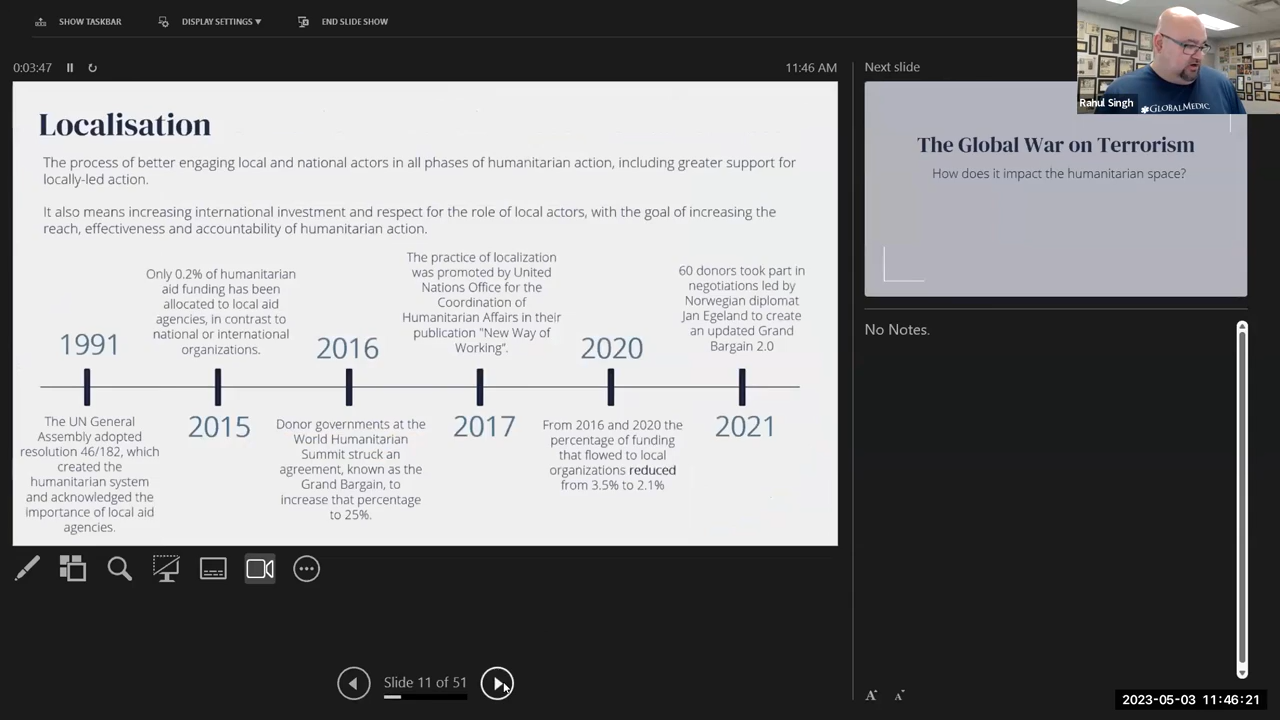 SHOW TASKBAR
DISPLAY SETTINGS ▼
END SLIDE SHOW
0:03:47
11:46 AM
Next slide
Rahul Singh
GLOBALMEDIC
Localisation
The process of better engaging local and national actors in all phases of humanitarian action, including greater support for
locally-led action.
It also means increasing international investment and respect for the role of local actors, with the goal of increasing the
reach, effectiveness and accountability of humanitarian action.
1991
The UN General
Assembly adopted
resolution 46/182, which
created the
humanitarian system
and acknowledged the
importance of local aid
agencies.
Only 0.2% of humanitarian
aid funding has been
allocated to local aid
agencies, in contrast to
national or international
organizations.
2015
2016
Donor governments at the
World Humanitarian
Summit struck an
agreement, known as the
Grand Bargain, to
increase that percentage
to 25%.
The practice of localization
was promoted by United
Nations Office for the
Coordination of
Humanitarian Affairs in their
publication "New Way of
Working".
2017
2020
From 2016 and 2020 the
percentage of funding
that flowed to local
organizations reduced
from 3.5% to 2.1%
60 donors took part in
negotiations led by
Norwegian diplomat
Jan Egeland to create
an updated Grand
Bargain 2.0
2021
The Global War on Terrorism
How does it impact the humanitarian space?
No Notes.
Slide 11 of 51
A A
2023-05-03 11:46:21